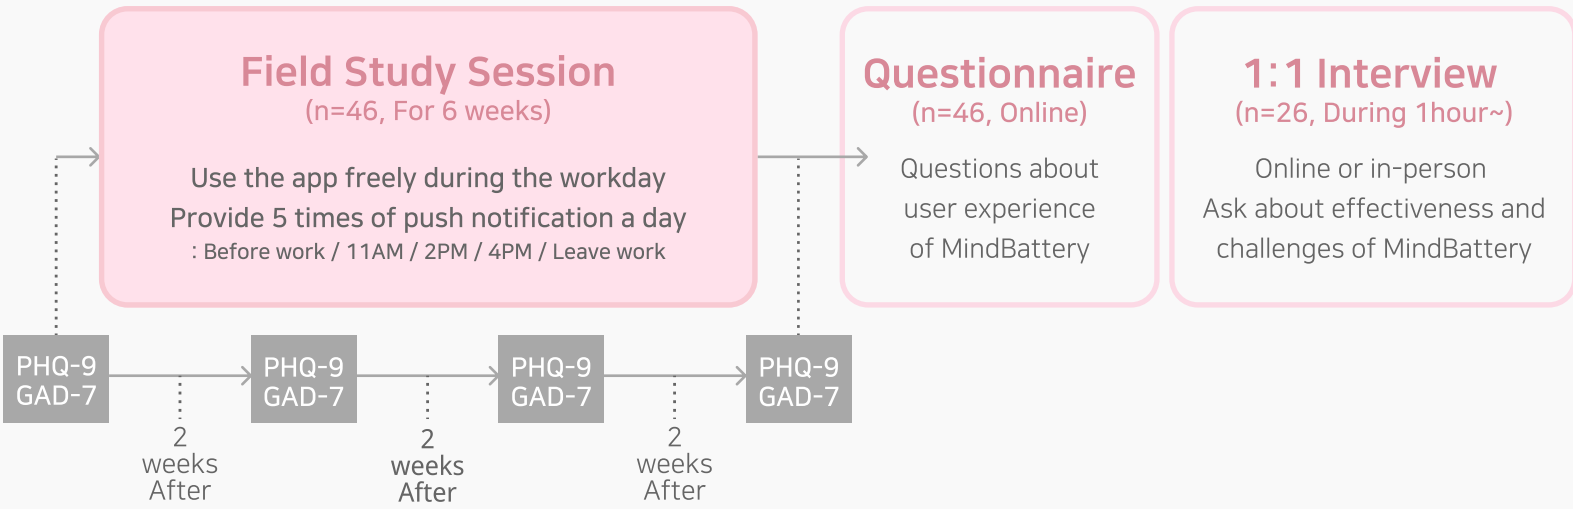 Field Study Session
(n=46, For 6 weeks)
Use the app freely during the workday
Provide 5 times of push notification a day
: Before work / 11AM / 2PM / 4PM / Leave work
Questionnaire
(n=46, Online)
Questions about
user experience
of MindBattery
1:1 Interview
(n=26, During 1hour~)
Online or in-person
Ask about effectiveness and
challenges of MindBattery
PHQ-9
GAD-7
2
weeks
After
PHQ-9
GAD-7
2
weeks
After
PHQ-9
GAD-7
2
weeks
After
PHQ-9
GAD-7